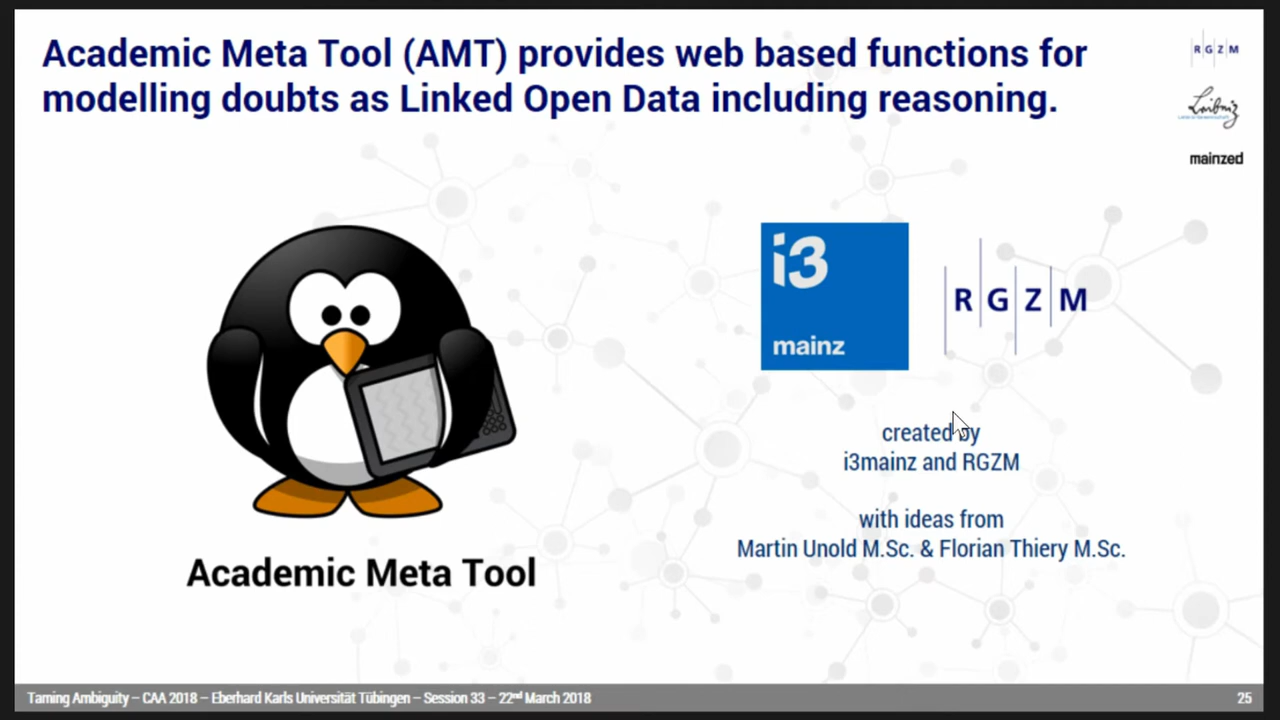 Academic Meta Tool (AMT) provides web based functions for
modelling doubts as Linked Open Data including reasoning.
RGZM
Leibniz
mainzed
i3
mainz
RGZM
created by
i3mainz and RGZM
with ideas from
Martin Unold M.Sc. & Florian Thiery M.Sc.
Academic Meta Tool
Taming Ambiguity – CAA 2018 – Eberhard Karls Universität Tübingen – Session 33 – 22nd March 2018
25